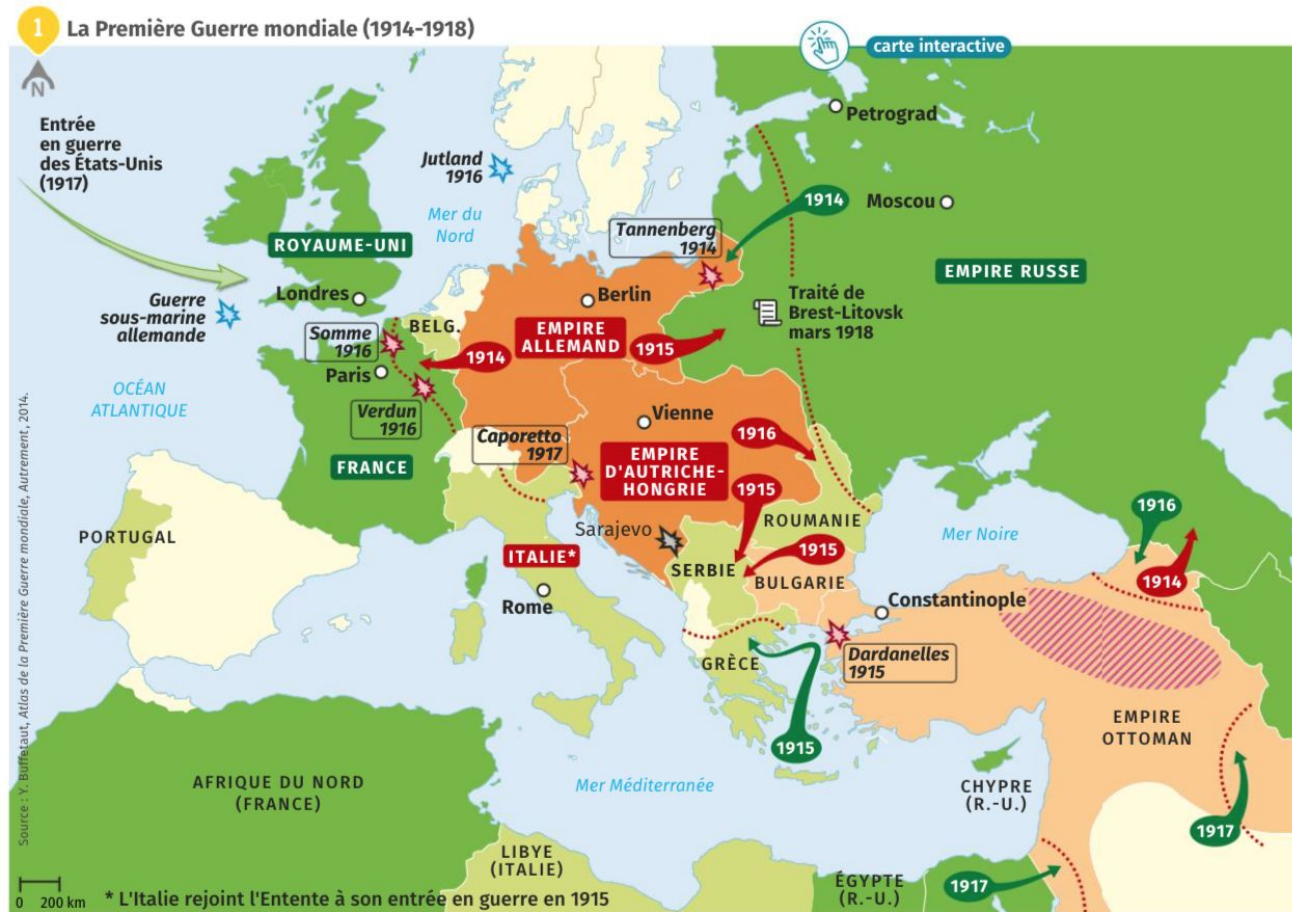 1 La Première Guerre mondiale (1914-1918)
carte interactive
N
Entrée
en guerre
des États-Unis
(1917)
Jutland
1916
Mer du
Nord
Petrograd
Moscou
1914
Tannenberg
1914
ROYAUME-UNI
EMPIRE RUSSE
Londres
Berlin
Guerre
sous-marine
allemande
Traité de
Brest-Litovsk
mars 1918
BELG.
EMPIRE
ALLEMAND
1915
Somme
1916
1914
Paris
OCÉAN
ATLANTIQUE
Verdun
1916
Vienne
Caporetto
1917
1916
FRANCE
EMPIRE
D'AUTRICHE-
HONGRIE
1915
PORTUGAL
Sarajevo
ROUMANIE
Mer Noire
1916
ITALIE*
SERBIE
1915
BULGARIE
1914
Rome
Constantinople
GRÈCE
Dardanelles
1915
EMPIRE
OTTOMAN
1915
AFRIQUE DU NORD
(FRANCE)
Mer Méditerranée
CHYPRE
(R.-U.)
1917
LIBYE
(ITALIE)
ÉGYPTE
(R.-U.)
1917
0 200 km
* L'Italie rejoint l'Entente à son entrée en guerre en 1915
Source : Y. Buffetaut, Atlas de la Première Guerre mondiale, Autrement, 2014.